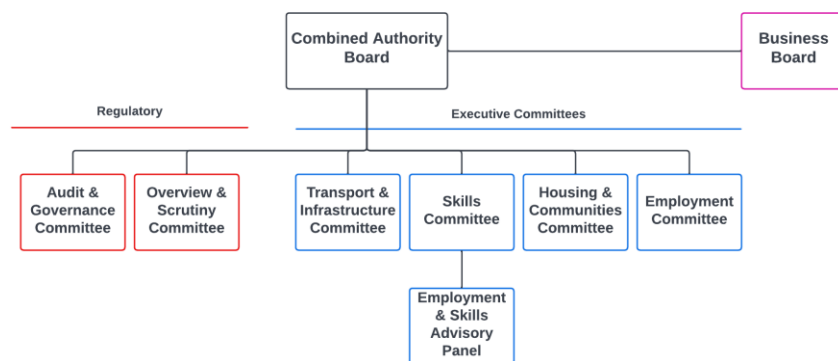 Combined Authority
Board
Business
Board
Regulatory
Executive Committees
Audit &
Governance
Committee
Overview &
Scrutiny
Committee
Transport &
Infrastructure
Committee
Skills
Committee
Housing &
Communities
Committee
Employment
Committee
Employment
& Skills
Advisory
Panel